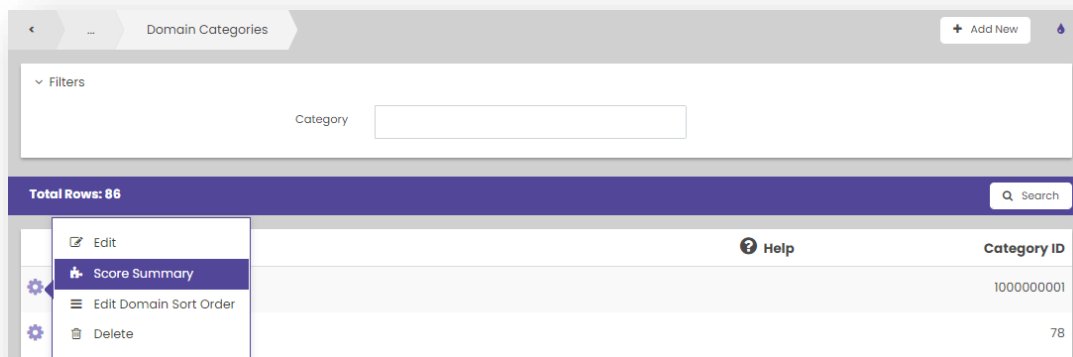 ... Domain Categories Add New
Filters
Category
Total Rows: 86 Search
Edit Help Category ID
Score Summary 1000000001
Edit Domain Sort Order
Delete 78